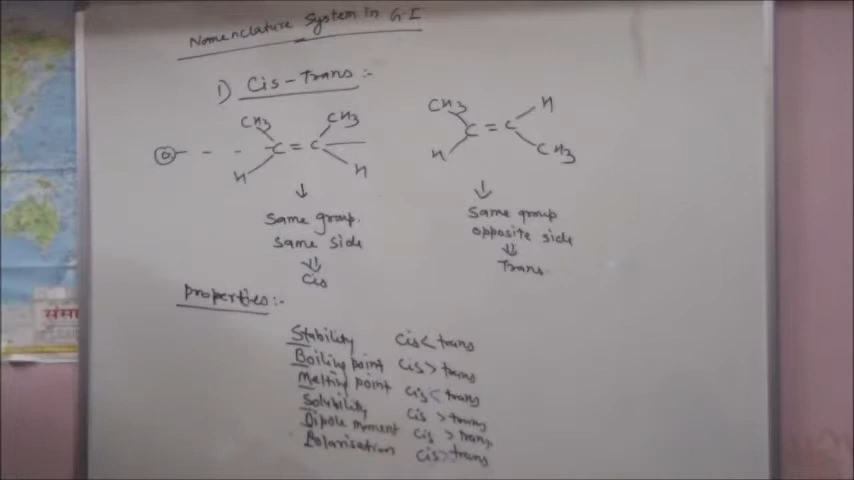 Nomenclature System in G.I
1) Cis-Trans :-
CH3 CH3
C = C
H H
CH3 H
C = C
H CH3
Same group
same side
Cis
Same group
opposite side
Trans
Properties :-
Stability cis < trans
Boiling point cis > trans
Melting point cis < trans
Solubility cis > trans
Dipole moment cis > trans
Polarisation cis > trans
संसा